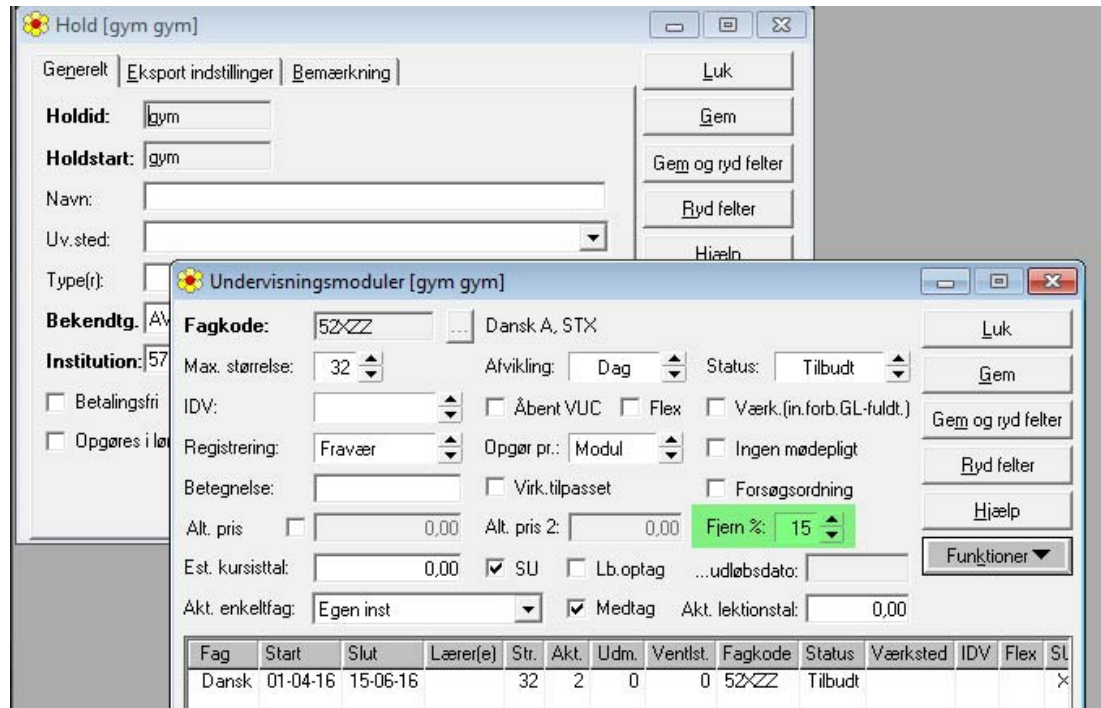 Hold [gym gym]
Generelt Eksport indstillinger Bemærkning
Luk
Holdid: gym
Gem
Holdstart: gym
Gem og ryd felter
Navn:
Ryd felter
Uv.sted:
Hjælp
Type(r):
Bekendtg. AV
Institution: 57
Betalingsfri
Opgøres i løn
Undervisningsmoduler [gym gym]
Fagkode: 52XZZ ... Dansk A, STX
Luk
Max. størrelse: 32 Afvikling: Dag Status: Tilbudt
Gem
IDV: Åbent VUC Flex Værk.(in.forb.GL-fuldt.)
Gem og ryd felter
Registrering: Fravær Opgør pr.: Modul Ingen mødepligt
Ryd felter
Betegnelse: Virk.tilpasset Forsøgsordning
Hjælp
Alt. pris 0,00 Alt. pris 2: 0,00 Fjern %: 15
Funktioner
Est. kursisttal: 0,00 SU Lb.optag ...udløbsdato:
Akt. enkeltfag: Egen inst Medtag Akt. lektionstal: 0,00
Fag Start Slut Lærer(e) Str. Akt. Udm. Ventlst. Fagkode Status Værksted IDV Flex SU
Dansk 01-04-16 15-06-16 32 2 0 0 52XZZ Tilbudt X